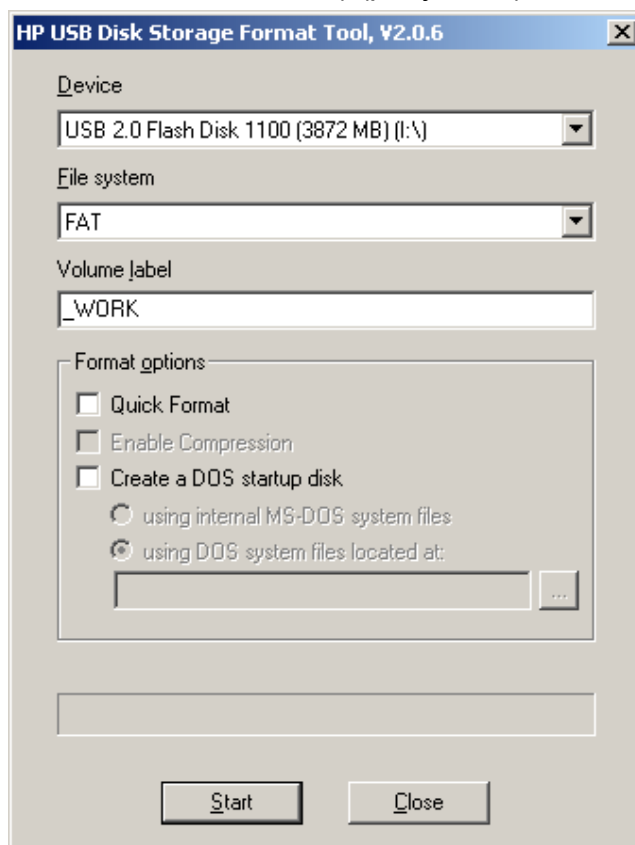 HP USB Disk Storage Format Tool, V2.0.6
Device
USB 2.0 Flash Disk 1100 (3872 MB) (I:\)
File system
FAT
Volume label
_WORK
Format options
Quick Format
Enable Compression
Create a DOS startup disk
using internal MS-DOS system files
using DOS system files located at:
...
Start
Close